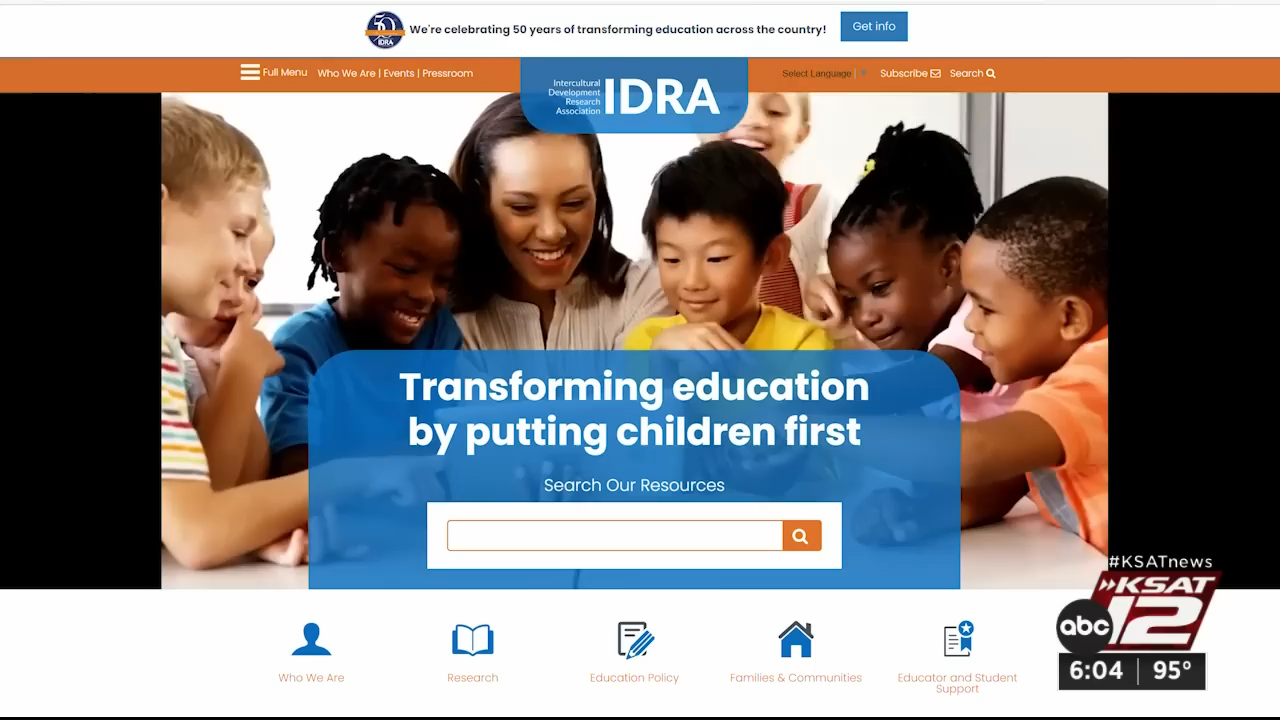 50
IDRA
We're celebrating 50 years of transforming education across the country!
Get info
Full Menu
Who We Are | Events | Pressroom
Intercultural
Development
Research
Association
IDRA
Select Language
Subscribe
Search
Transforming education
by putting children first
Search Our Resources
#KSATnews
KSAT
12
abc
6:04
95°
Who We Are
Research
Education Policy
Families & Communities
Educator and Student
Support